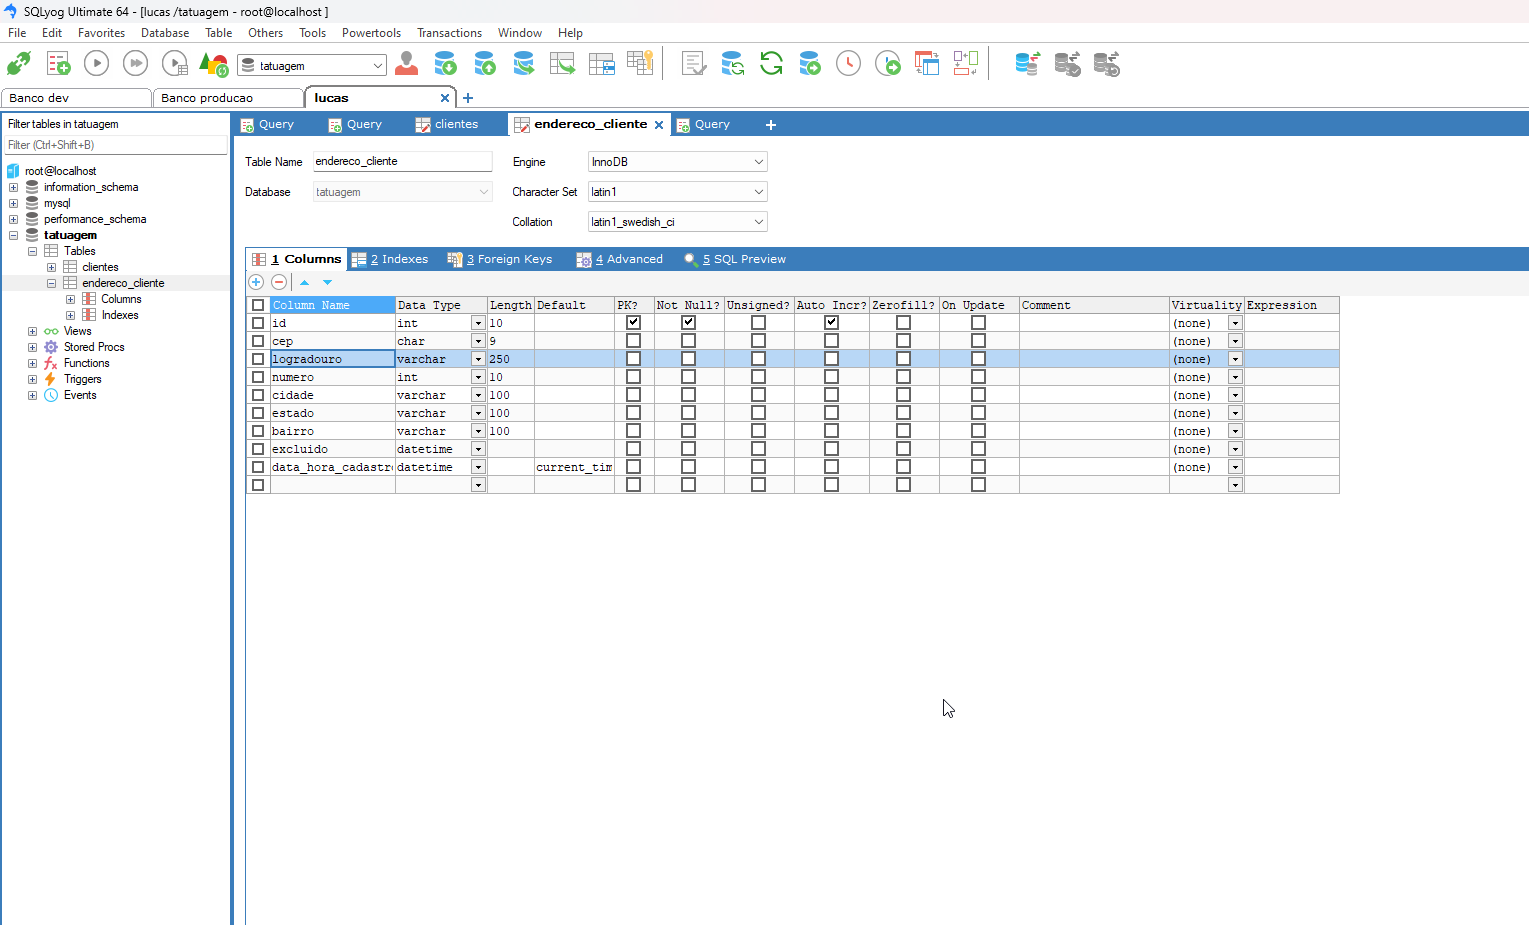 SQLyog Ultimate 64 - [lucas /tatuagem - root@localhost ]
File Edit Favorites Database Table Others Tools Powertools Transactions Window Help
tatuagem
Banco dev Banco producao lucas
Filter tables in tatuagem
Filter (Ctrl+Shift+B)
root@localhost
information_schema
mysql
performance_schema
tatuagem
Tables
clientes
endereco_cliente
Columns
Indexes
Views
Stored Procs
Functions
Triggers
Events
Query Query clientes endereco_cliente Query
Table Name endereco_cliente Engine InnoDB
Database tatuagem Character Set latin1
Collation latin1_swedish_ci
1 Columns 2 Indexes 3 Foreign Keys 4 Advanced 5 SQL Preview
Column Name Data Type Length Default PK? Not Null? Unsigned? Auto Incr? Zerofill? On Update Comment Virtuality Expression
id int 10 (none)
cep char 9 (none)
logradouro varchar 250 (none)
numero int 10 (none)
cidade varchar 100 (none)
estado varchar 100 (none)
bairro varchar 100 (none)
excluido datetime (none)
data_hora_cadastr datetime current_tim (none)